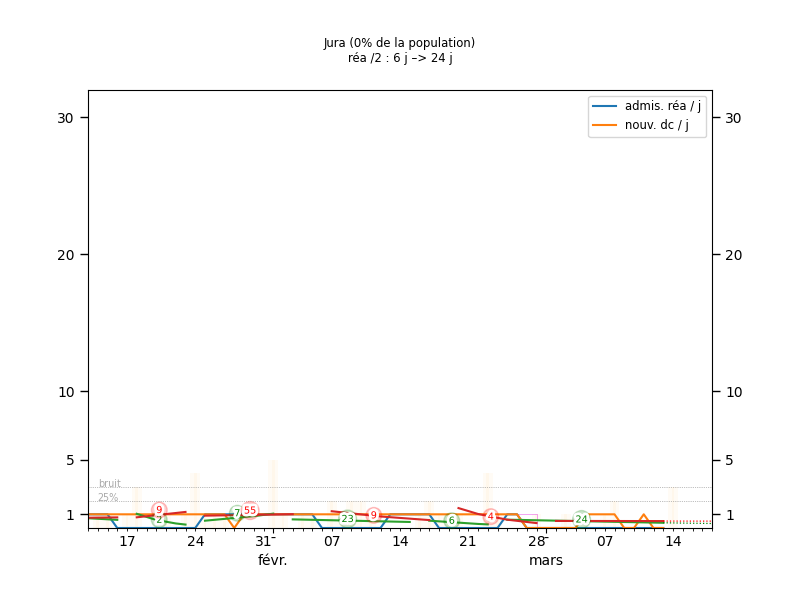 Jura (0% de la population)
réa /2 : 6 j –> 24 j
admis. réa / j
nouv. dc / j
30 30
20 20
10 10
5 5
bruit
25%
1 1
9 2 7 55 23 9 6 4 24
17 24 31 07 14 21 28 07 14
févr. mars